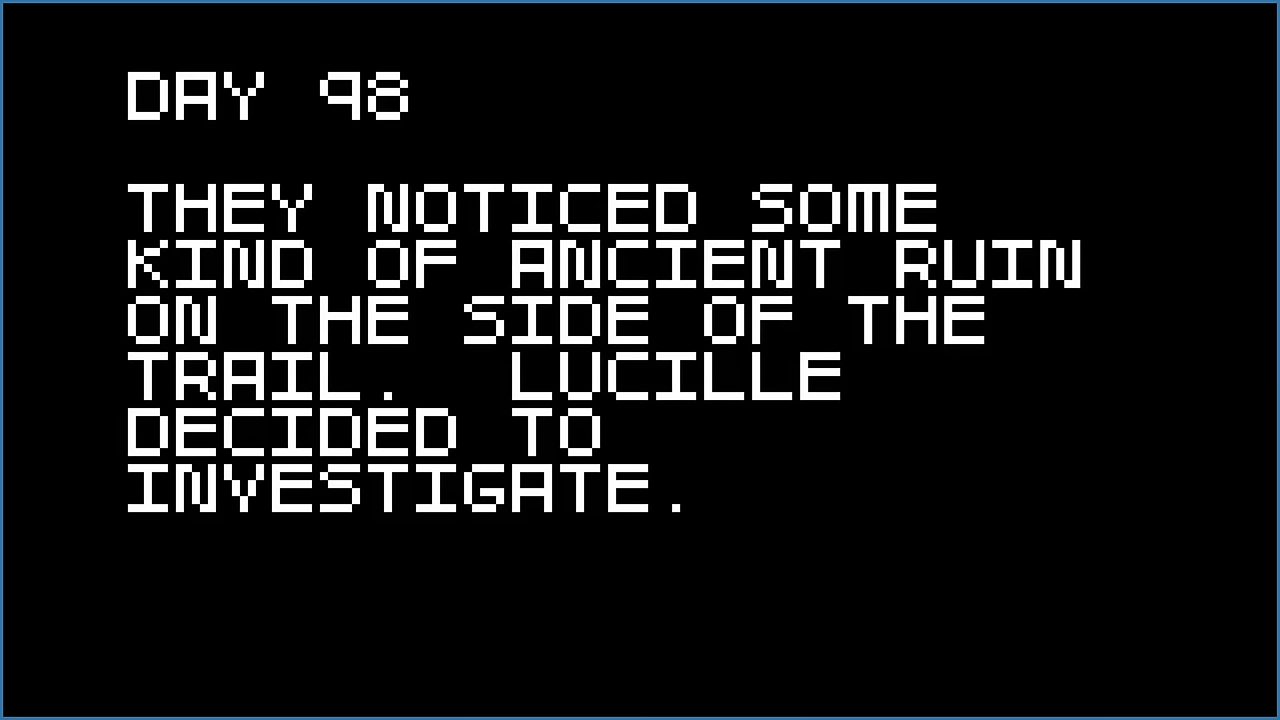 DAY 98
THEY NOTICED SOME
KIND OF ANCIENT RUIN
ON THE SIDE OF THE
TRAIL.  LUCILLE
DECIDED TO
INVESTIGATE.